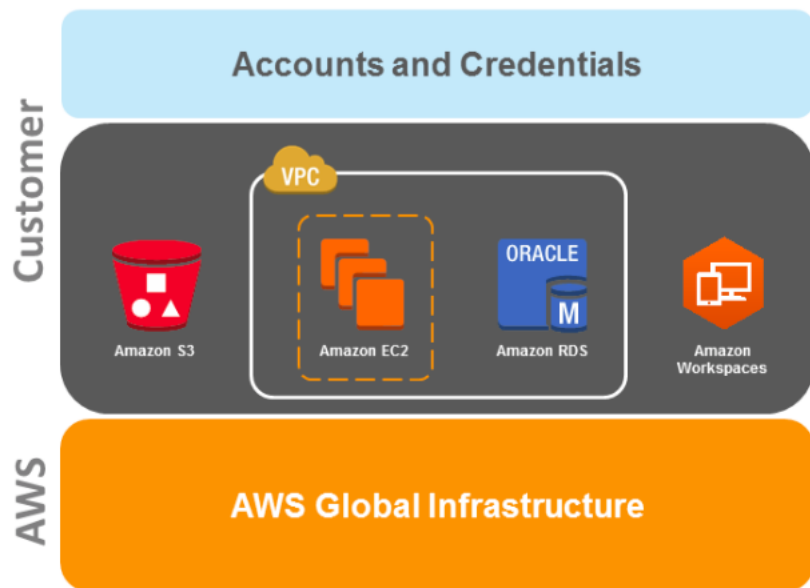 Customer
Accounts and Credentials
VPC
Amazon S3
Amazon EC2
ORACLE
M
Amazon RDS
Amazon
Workspaces
AWS
AWS Global Infrastructure